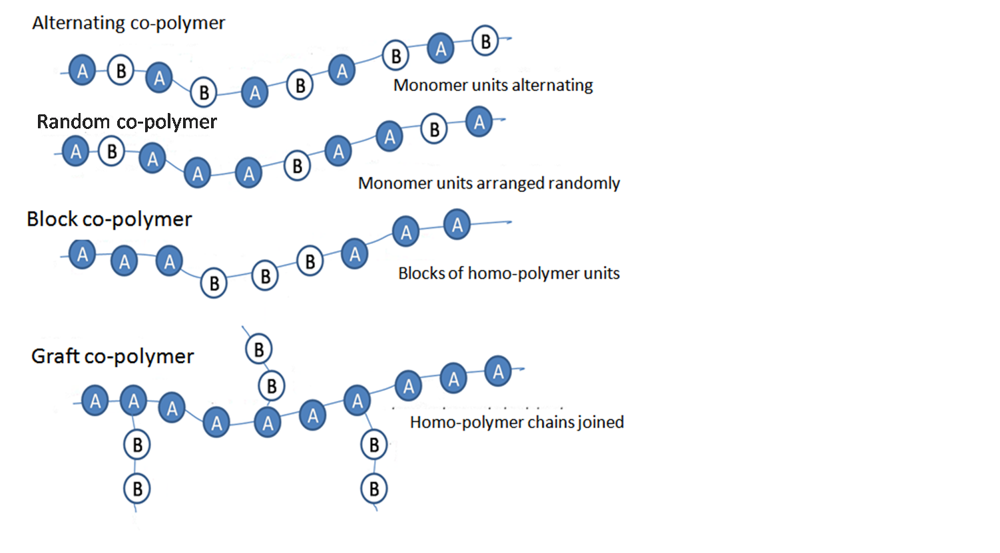 Alternating co-polymer
A B A B A B A B A B
Monomer units alternating
Random co-polymer
A B A A A B A A B A
Monomer units arranged randomly
Block co-polymer
A A A B B B A A A
Blocks of homo-polymer units
B
Graft co-polymer
B
A A A A A A A A A A
Homo-polymer chains joined
B B
B B